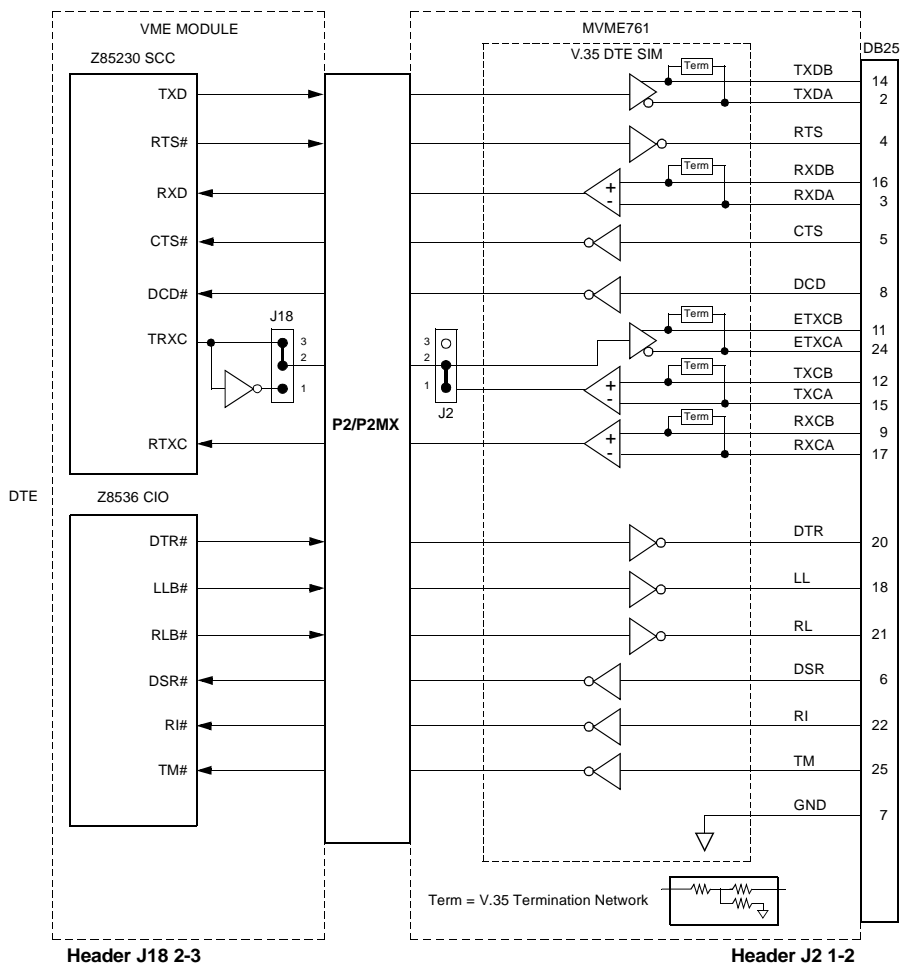 VME MODULE
MVME761
Z85230 SCC
V.35 DTE SIM
DB25
TXD
Term
TXDB
14
TXDA
2
RTS#
RTS
4
RXD
Term
+
-
RXDB
16
RXDA
3
CTS#
CTS
5
DCD#
DCD
8
TRXC
J18
3
2
1
3
2
1
J2
Term
ETXCB
11
ETXCA
24
Term
+
-
TXCB
12
TXCA
15
P2/P2MX
RTXC
Term
+
-
RXCB
9
RXCA
17
DTE
Z8536 CIO
DTR#
DTR
20
LLB#
LL
18
RLB#
RL
21
DSR#
DSR
6
RI#
RI
22
TM#
TM
25
GND
7
Term = V.35 Termination Network
Header J18 2-3
Header J2 1-2